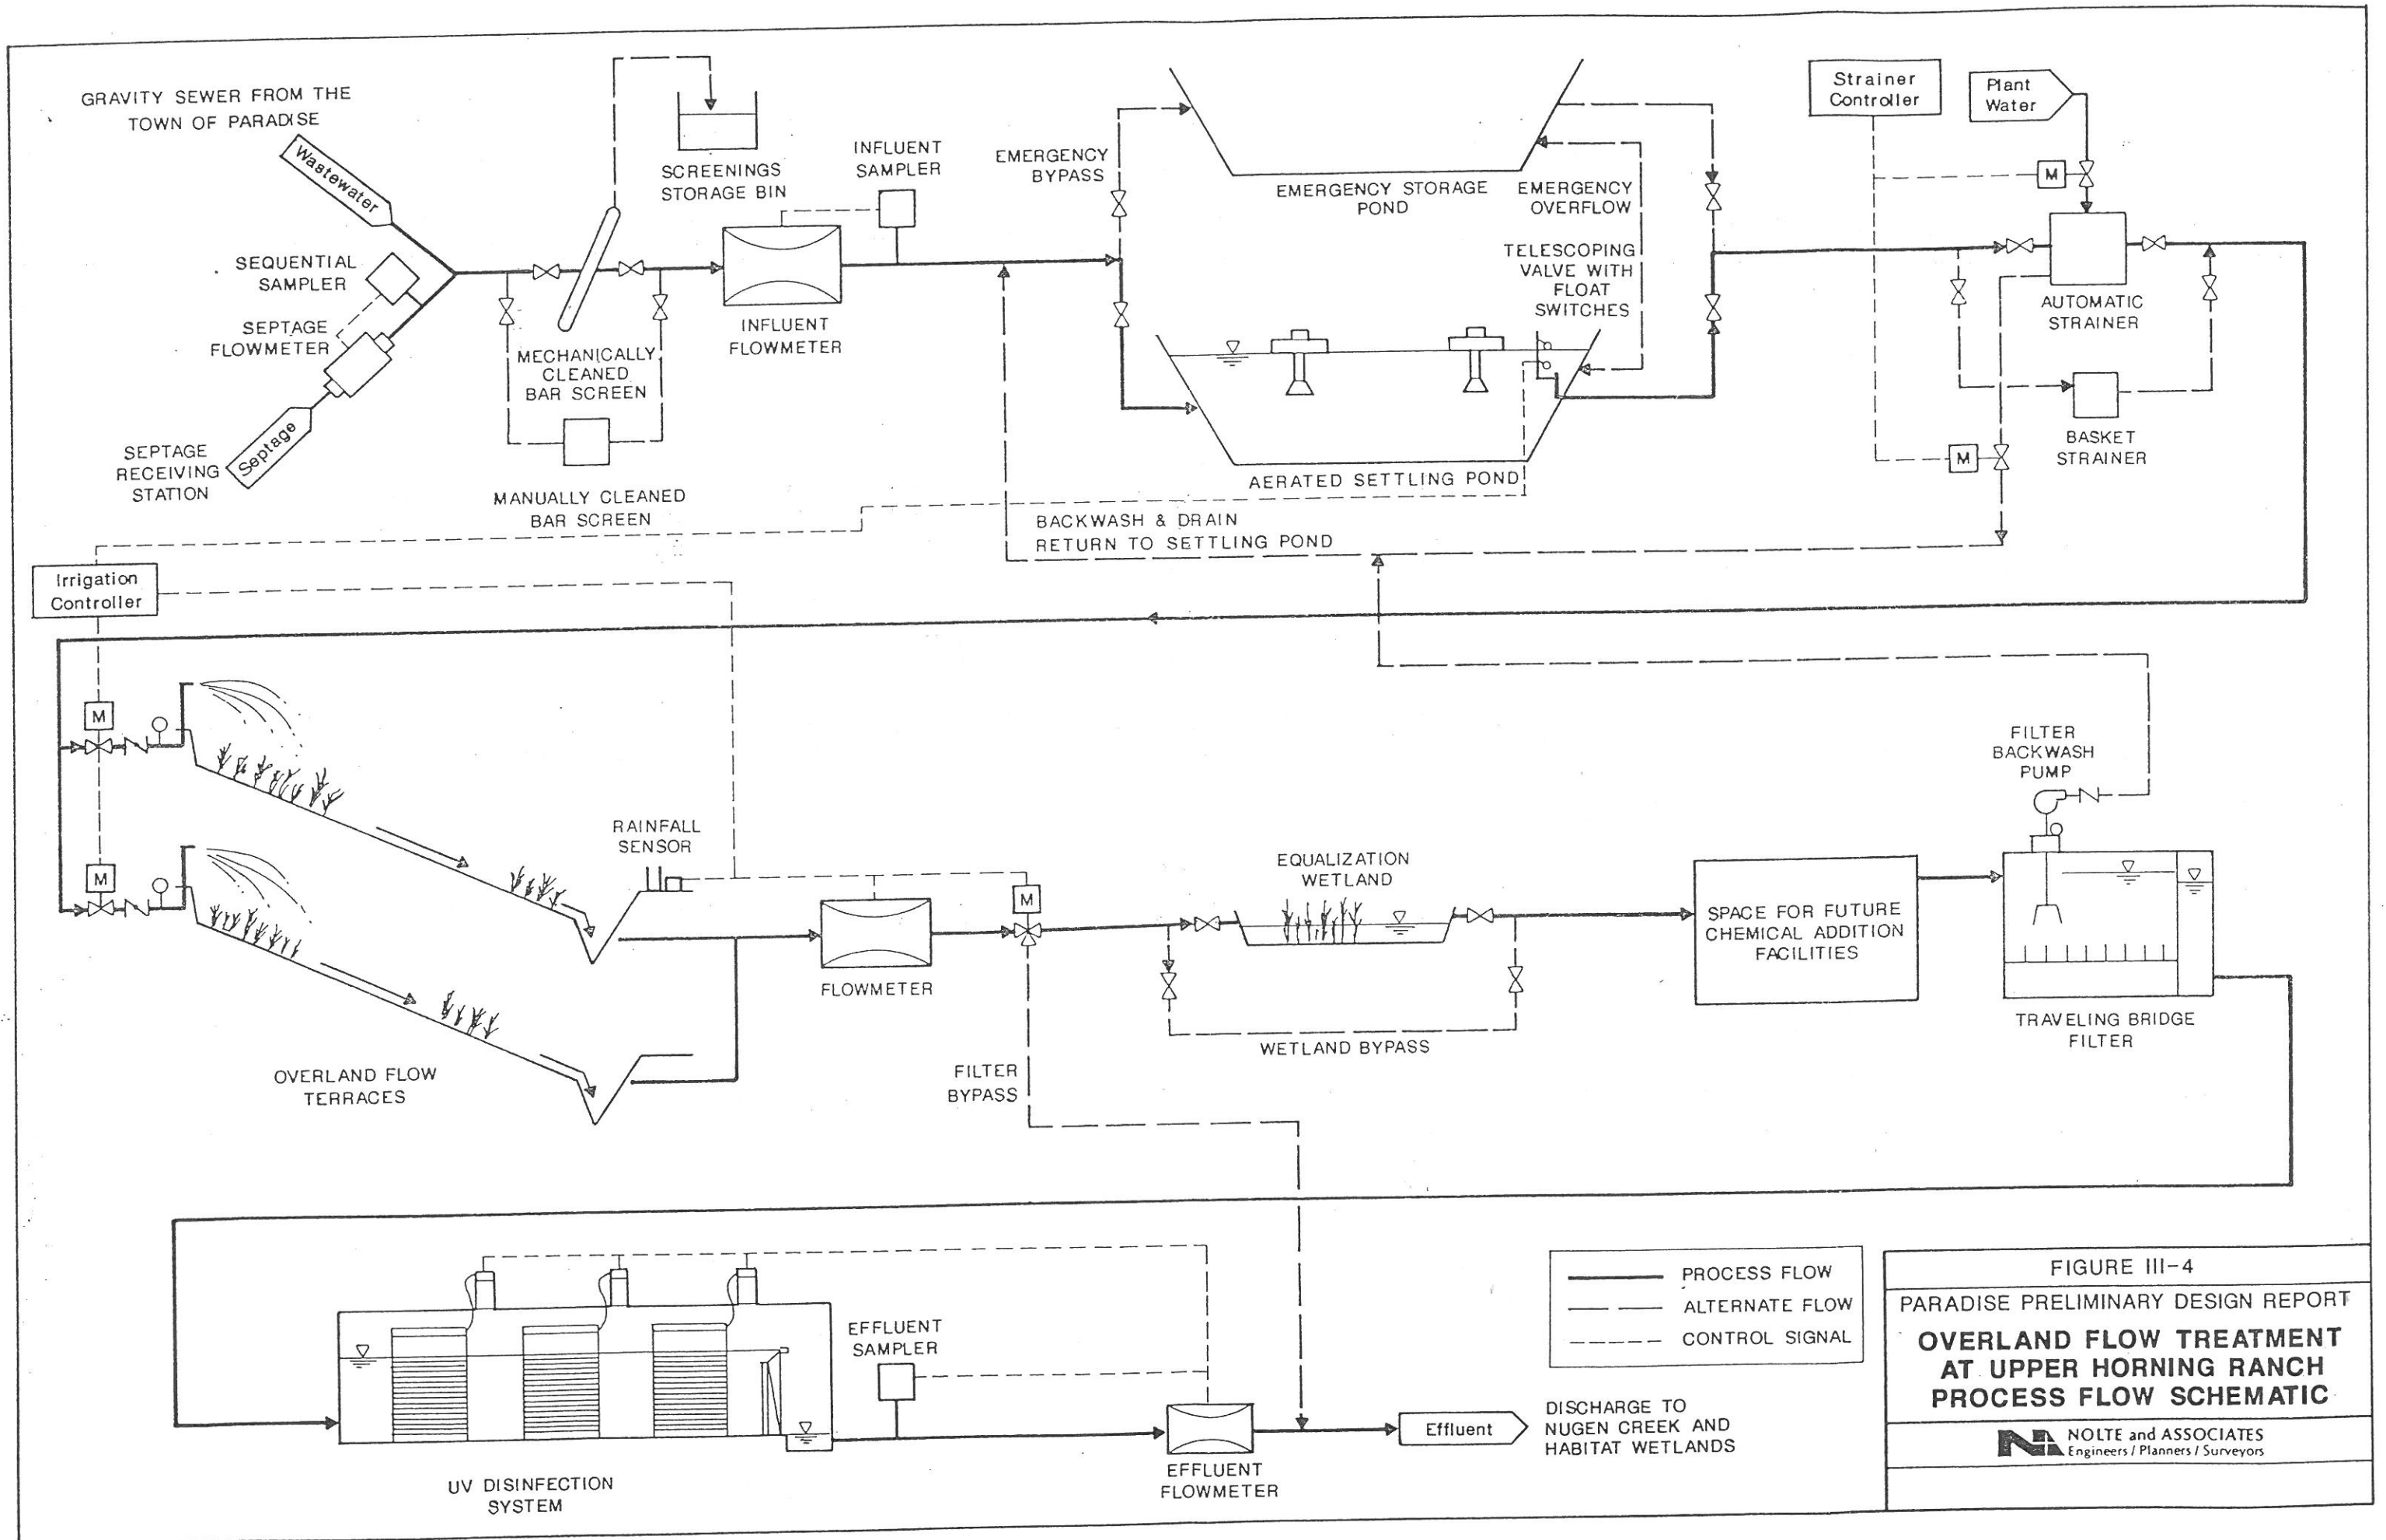 GRAVITY SEWER FROM THE
TOWN OF PARADISE
Wastewater
SEQUENTIAL
SAMPLER
SEPTAGE
FLOWMETER
Septage
SEPTAGE
RECEIVING
STATION
SCREENINGS
STORAGE BIN
MECHANICALLY
CLEANED
BAR SCREEN
MANUALLY CLEANED
BAR SCREEN
INFLUENT
SAMPLER
INFLUENT
FLOWMETER
EMERGENCY
BYPASS
EMERGENCY STORAGE
POND
EMERGENCY
OVERFLOW
TELESCOPING
VALVE WITH
FLOAT
SWITCHES
AERATED SETTLING POND
BACKWASH & DRAIN
RETURN TO SETTLING POND
Strainer
Controller
Plant
Water
M
AUTOMATIC
STRAINER
BASKET
STRAINER
M
Irrigation
Controller
M
M
RAINFALL
SENSOR
OVERLAND FLOW
TERRACES
FLOWMETER
M
FILTER
BYPASS
EQUALIZATION
WETLAND
WETLAND BYPASS
SPACE FOR FUTURE
CHEMICAL ADDITION
FACILITIES
FILTER
BACKWASH
PUMP
TRAVELING BRIDGE
FILTER
UV DISINFECTION
SYSTEM
EFFLUENT
SAMPLER
EFFLUENT
FLOWMETER
Effluent
DISCHARGE TO
NUGEN CREEK AND
HABITAT WETLANDS
PROCESS FLOW
ALTERNATE FLOW
CONTROL SIGNAL
FIGURE III-4
PARADISE PRELIMINARY DESIGN REPORT
OVERLAND FLOW TREATMENT
AT UPPER HORNING RANCH
PROCESS FLOW SCHEMATIC
NOLTE and ASSOCIATES
Engineers / Planners / Surveyors